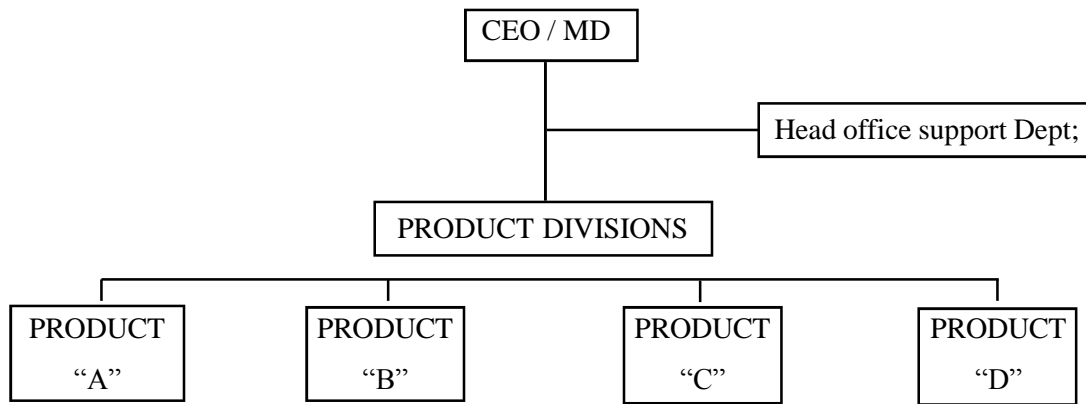 CEO / MD
Head office support Dept;
PRODUCT DIVISIONS
PRODUCT
“A”
PRODUCT
“B”
PRODUCT
“C”
PRODUCT
“D”